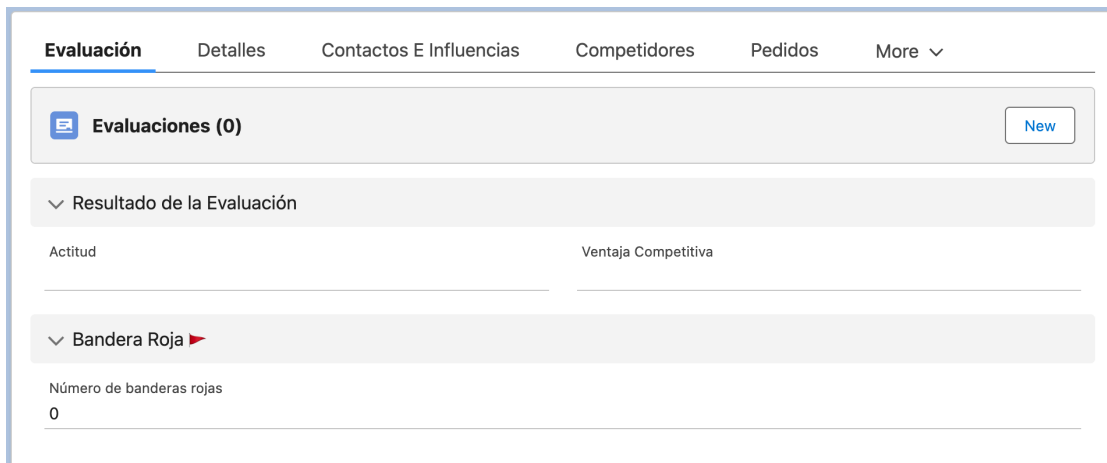 Evaluación Detalles Contactos E Influencias Competidores Pedidos More
Evaluaciones (0) New
Resultado de la Evaluación
Actitud Ventaja Competitiva
Bandera Roja
Número de banderas rojas
0